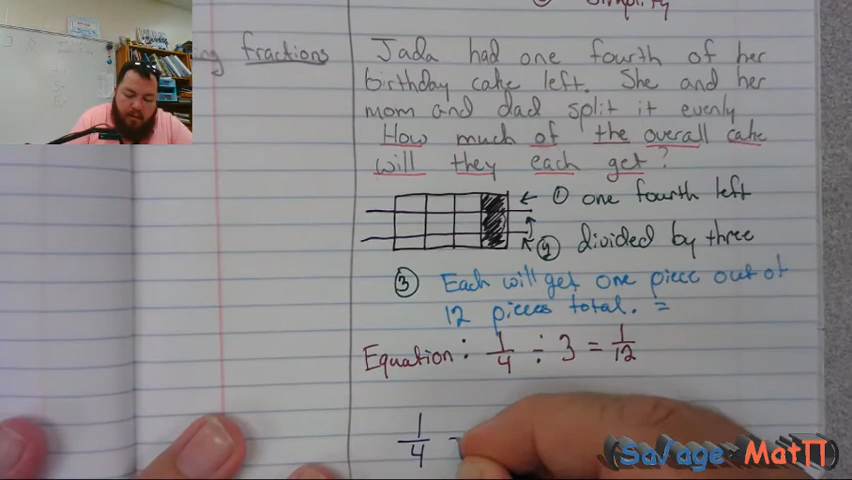 simplify
ing fractions
Jada had one fourth of her
birthday cake left. She and her
mom and dad split it evenly
How much of the overall cake
will they each get?
① one fourth left
② divided by three
③ Each will get one piece out of
12 pieces total. =
Equation: 1/4 ÷ 3 = 1/12
1/4
Savage Math